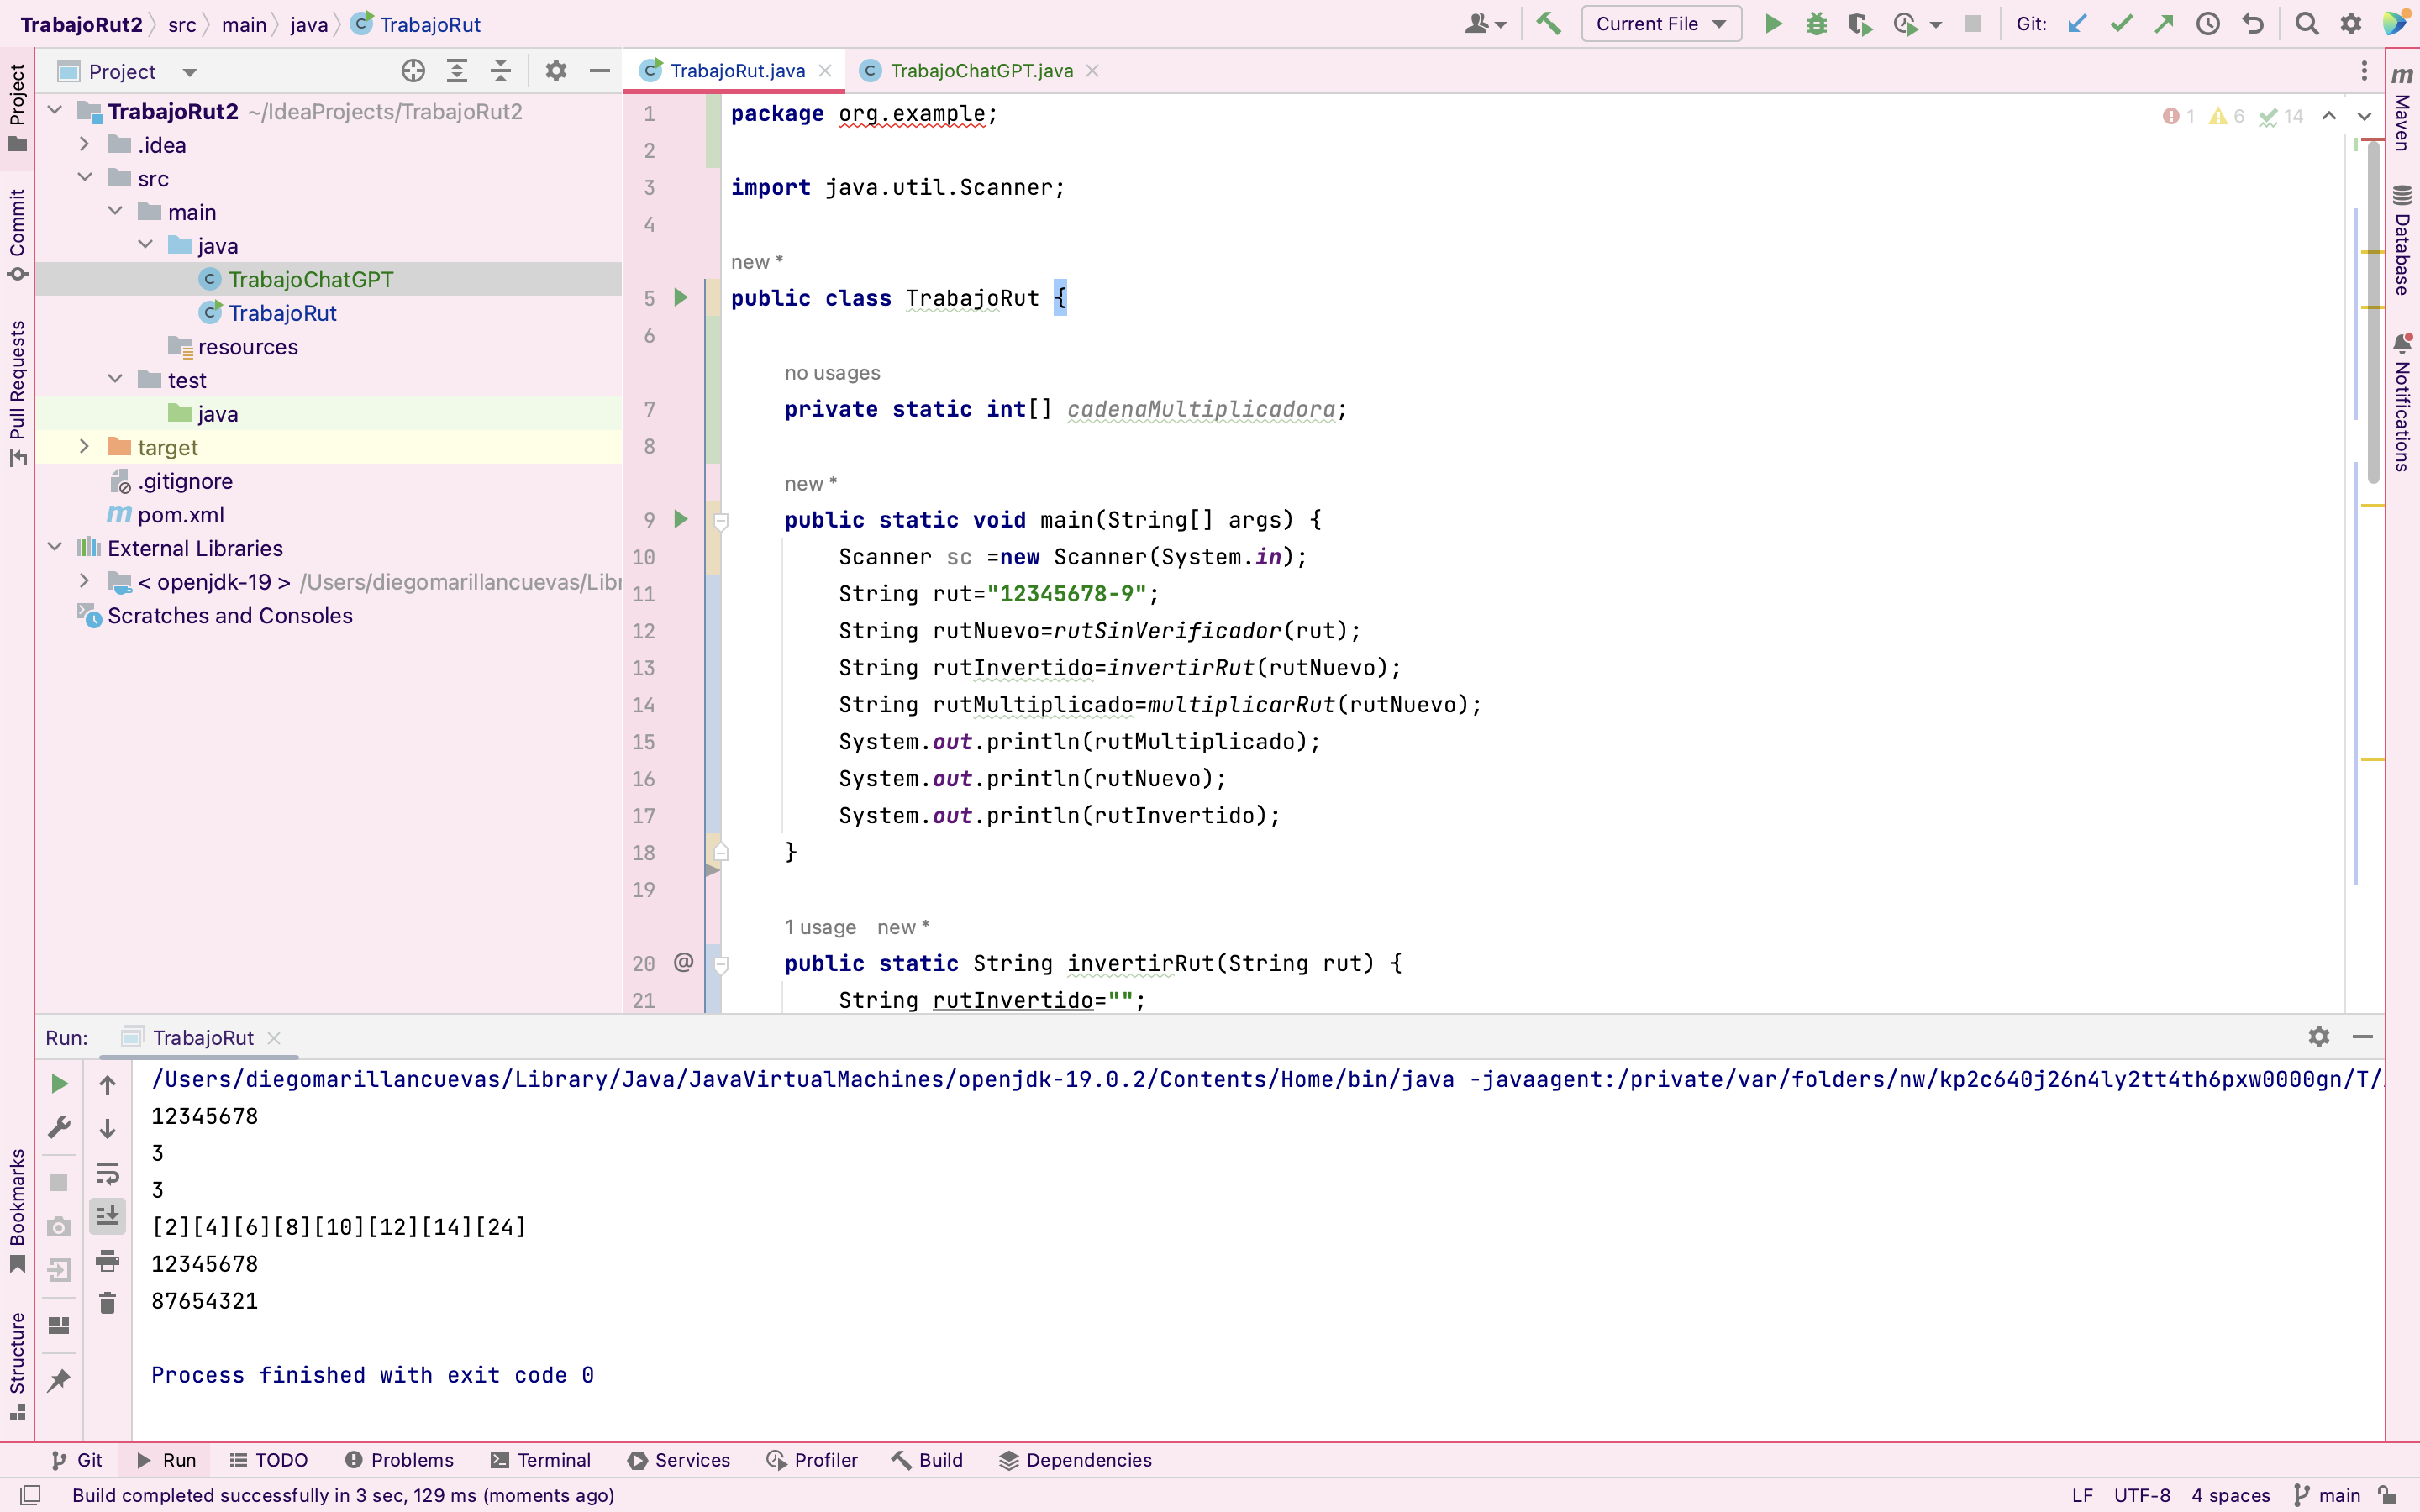 TrabajoRut2 src main java TrabajoRut Current File Git:
Project
TrabajoRut.java TrabajoChatGPT.java
TrabajoRut2 ~/IdeaProjects/TrabajoRut2
.idea
src
main
java
TrabajoChatGPT
TrabajoRut
resources
test
java
target
.gitignore
pom.xml
External Libraries
< openjdk-19 > /Users/diegomarillancuevas/Libr
Scratches and Consoles
Project
Commit
Pull Requests
Bookmarks
Structure
Maven
Database
Notifications
1 6 14
1 package org.example;
2
3 import java.util.Scanner;
4
new *
5 public class TrabajoRut {
6
no usages
7 private static int[] cadenaMultiplicadora;
8
new *
9 public static void main(String[] args) {
10 Scanner sc =new Scanner(System.in);
11 String rut="12345678-9";
12 String rutNuevo=rutSinVerificador(rut);
13 String rutInvertido=invertirRut(rutNuevo);
14 String rutMultiplicado=multiplicarRut(rutNuevo);
15 System.out.println(rutMultiplicado);
16 System.out.println(rutNuevo);
17 System.out.println(rutInvertido);
18 }
19
1 usage new *
20 @ public static String invertirRut(String rut) {
21 String rutInvertido="";
Run: TrabajoRut
/Users/diegomarillancuevas/Library/Java/JavaVirtualMachines/openjdk-19.0.2/Contents/Home/bin/java -javaagent:/private/var/folders/nw/kp2c640j26n4ly2tt4th6pxw0000gn/T/
12345678
3
3
[2][4][6][8][10][12][14][24]
12345678
87654321
Process finished with exit code 0
Git Run TODO Problems Terminal Services Profiler Build Dependencies
Build completed successfully in 3 sec, 129 ms (moments ago) LF UTF-8 4 spaces main